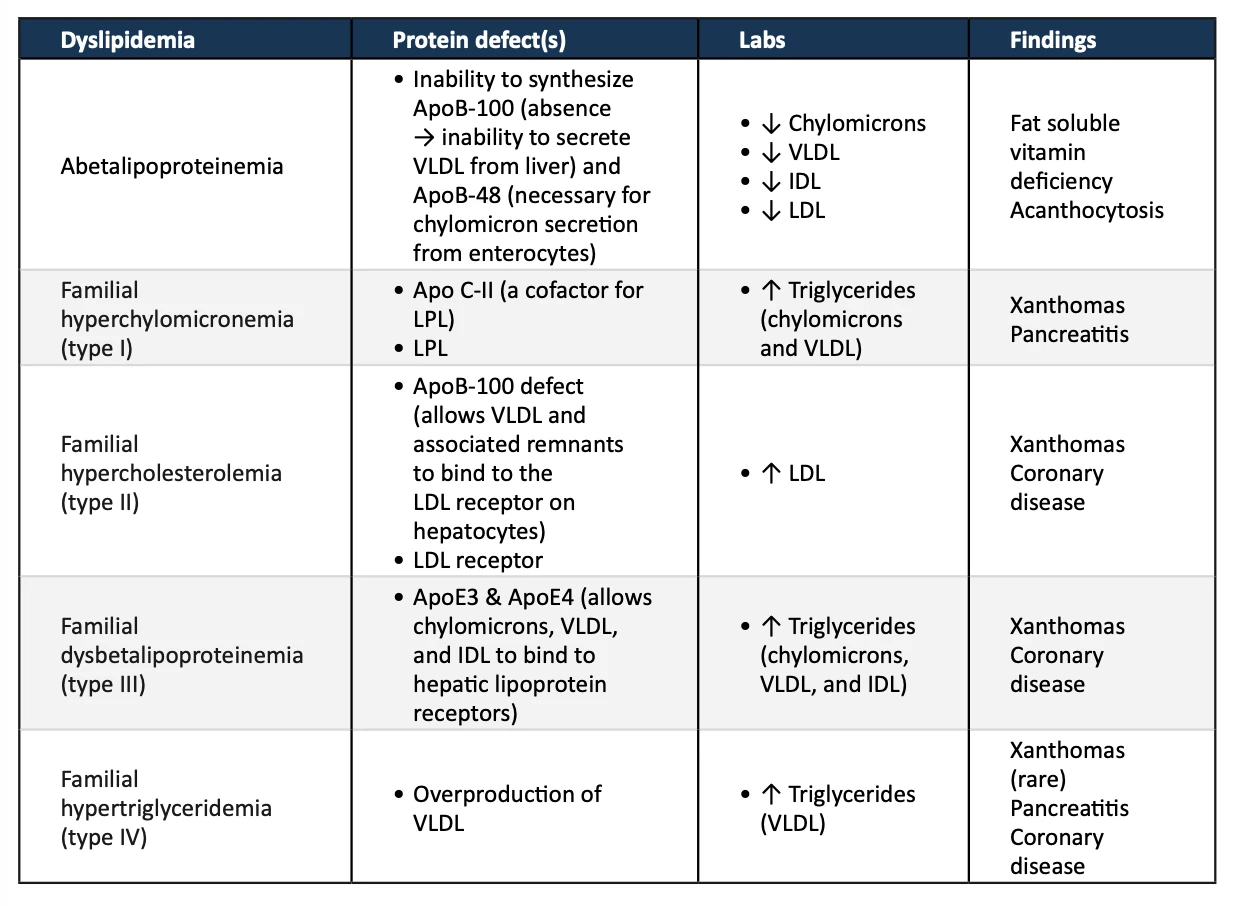 Dyslipidemia
Protein defect(s)
Labs
Findings
Abetalipoproteinemia
• Inability to synthesize
ApoB-100 (absence
→ inability to secrete
VLDL from liver) and
ApoB-48 (necessary for
chylomicron secretion
from enterocytes)
• ↓ Chylomicrons
• ↓ VLDL
• ↓ IDL
• ↓ LDL
Fat soluble
vitamin
deficiency
Acanthocytosis
Familial
hyperchylomicronemia
(type I)
• Apo C-II (a cofactor for
LPL)
• LPL
• ↑ Triglycerides
(chylomicrons
and VLDL)
Xanthomas
Pancreatitis
Familial
hypercholesterolemia
(type II)
• ApoB-100 defect
(allows VLDL and
associated remnants
to bind to the
LDL receptor on
hepatocytes)
• LDL receptor
• ↑ LDL
Xanthomas
Coronary
disease
Familial
dysbetalipoproteinemia
(type III)
• ApoE3 & ApoE4 (allows
chylomicrons, VLDL,
and IDL to bind to
hepatic lipoprotein
receptors)
• ↑ Triglycerides
(chylomicrons,
VLDL, and IDL)
Xanthomas
Coronary
disease
Familial
hypertriglyceridemia
(type IV)
• Overproduction of
VLDL
• ↑ Triglycerides
(VLDL)
Xanthomas
(rare)
Pancreatitis
Coronary
disease